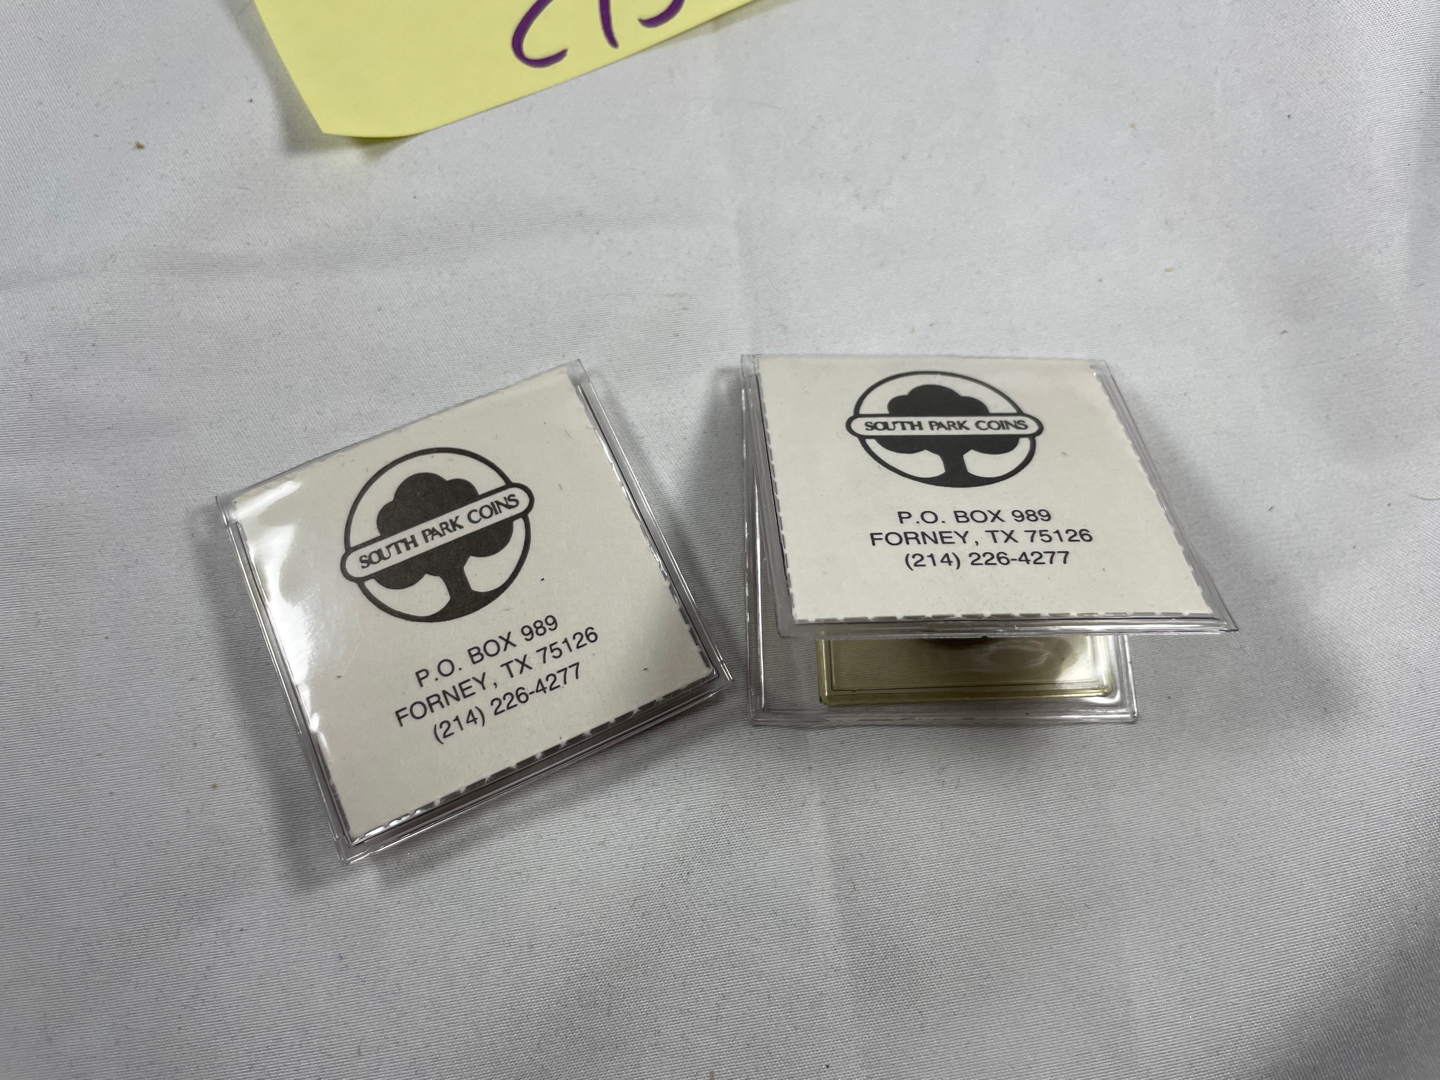 SOUTH PARK COINS
P.O. BOX 989
FORNEY, TX 75126
(214) 226-4277
SOUTH PARK COINS
P.O. BOX 989
FORNEY, TX 75126
(214) 226-4277